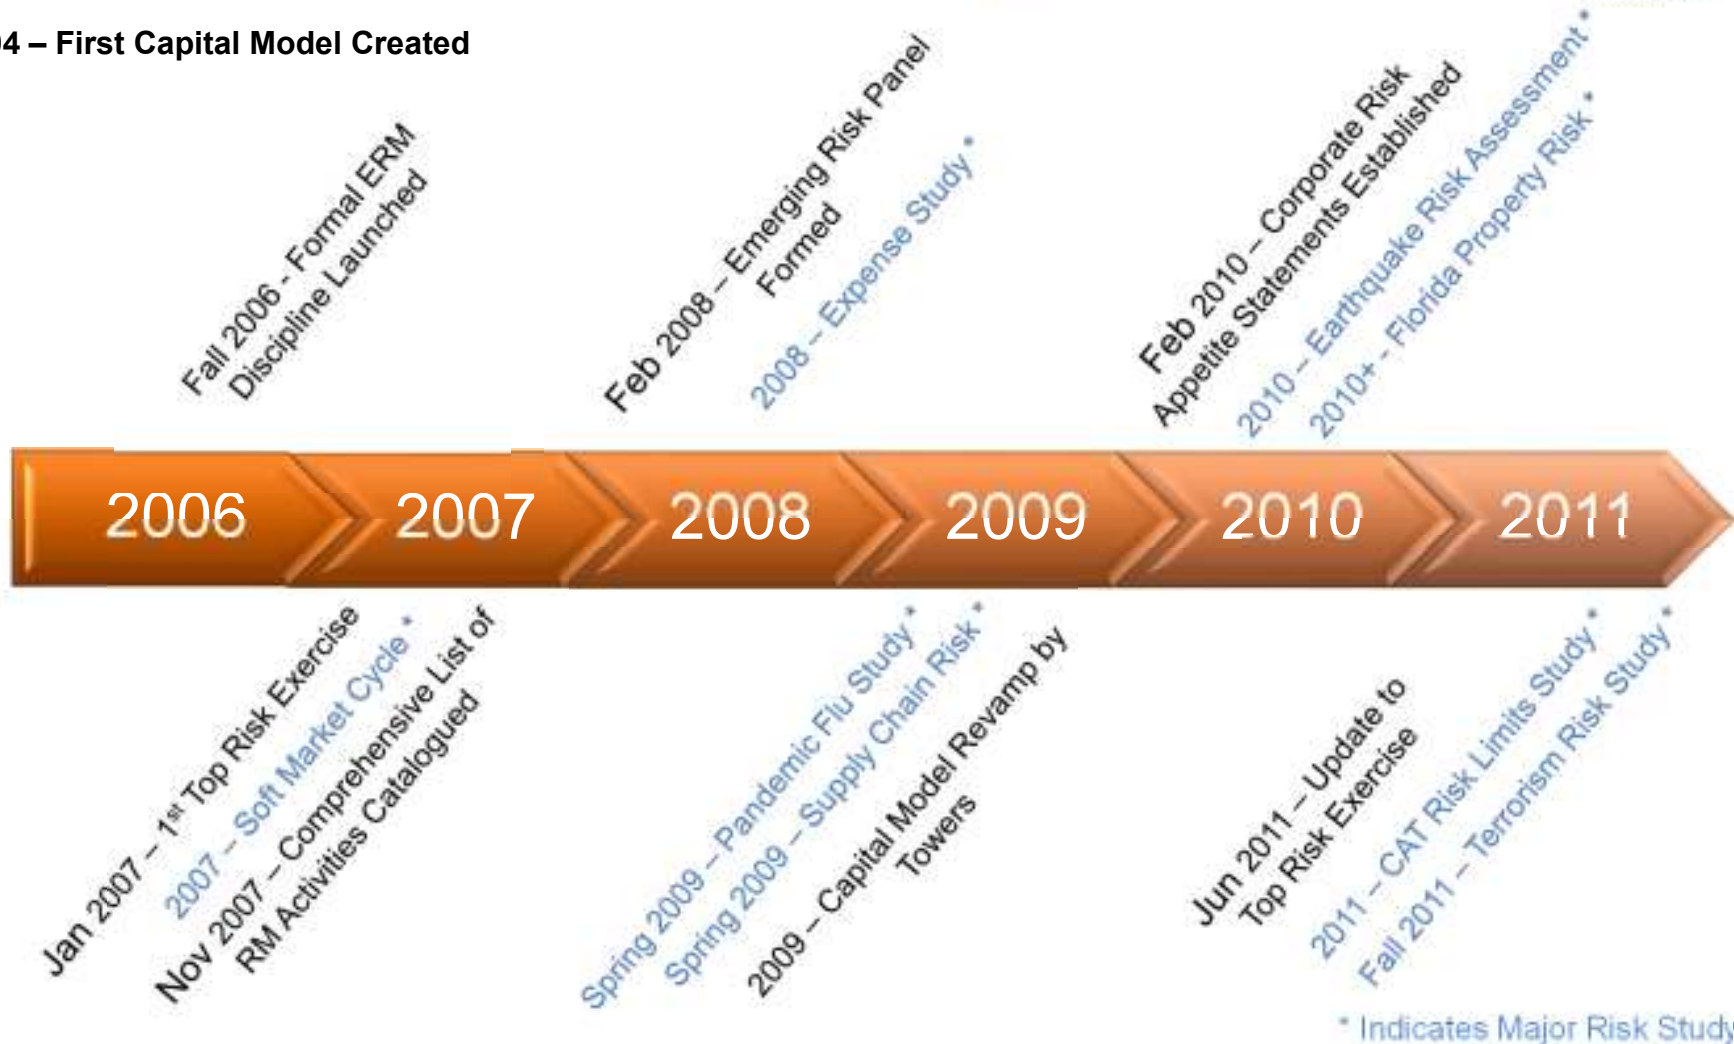 04 – First Capital Model Created
Fall 2006 - Formal ERM
Discipline Launched
Feb 2008 – Emerging Risk Panel
Formed
2008 – Expense Study *
Feb 2010 – Corporate Risk
Appetite Statements Established
2010 – Earthquake Risk Assessment *
2010+ - Florida Property Risk *
2006
2007
2008
2009
2010
2011
Jan 2007 – 1st Top Risk Exercise
2007 – Soft Market Cycle *
Nov 2007 – Comprehensive List of
RM Activities Catalogued
Spring 2009 – Pandemic Flu Study *
Spring 2009 – Supply Chain Risk *
2009 – Capital Model Revamp by
Towers
Jun 2011 – Update to
Top Risk Exercise
2011 – CAT Risk Limits Study *
Fall 2011 – Terrorism Risk Study *
* Indicates Major Risk Study